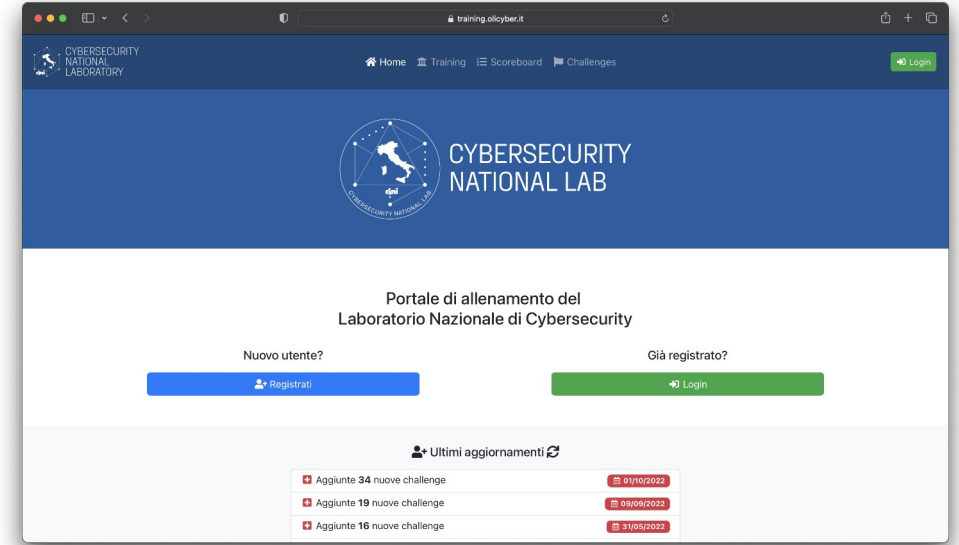 training.olicyber.it
CYBERSECURITY
NATIONAL
LABORATORY
cini
Home Training Scoreboard Challenges
Login
CYBERSECURITY NATIONAL LAB
cini
CYBERSECURITY
NATIONAL LAB
Portale di allenamento del
Laboratorio Nazionale di Cybersecurity
Nuovo utente?
Già registrato?
Registrati
Login
Ultimi aggiornamenti
Aggiunte 34 nuove challenge 01/10/2022
Aggiunte 19 nuove challenge 09/09/2022
Aggiunte 16 nuove challenge 31/05/2022